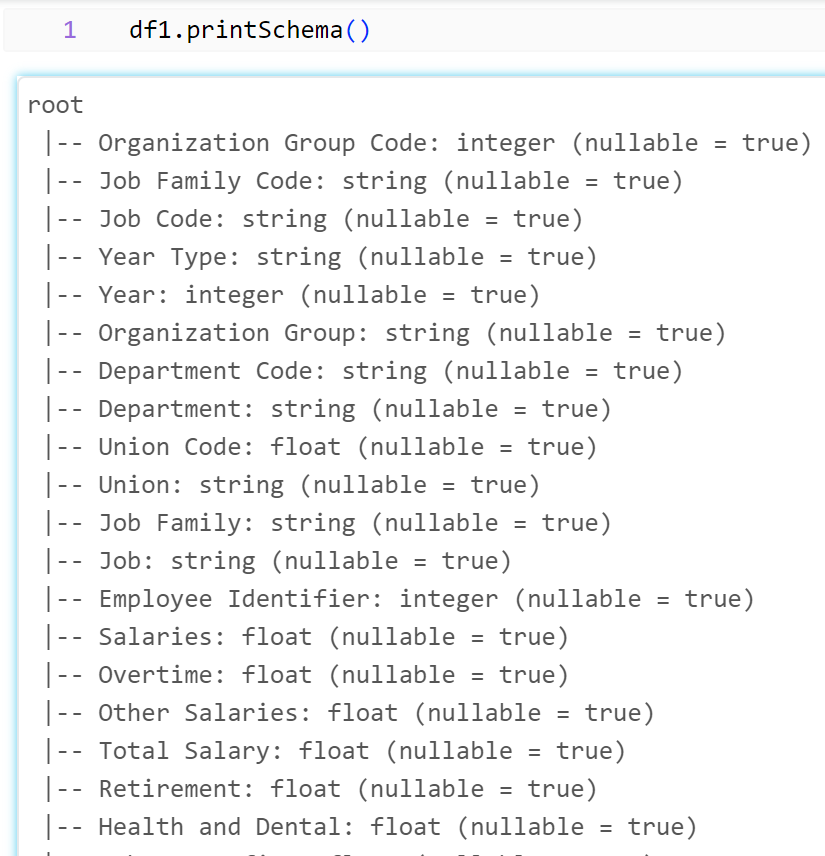 1 df1.printSchema()
root
|-- Organization Group Code: integer (nullable = true)
|-- Job Family Code: string (nullable = true)
|-- Job Code: string (nullable = true)
|-- Year Type: string (nullable = true)
|-- Year: integer (nullable = true)
|-- Organization Group: string (nullable = true)
|-- Department Code: string (nullable = true)
|-- Department: string (nullable = true)
|-- Union Code: float (nullable = true)
|-- Union: string (nullable = true)
|-- Job Family: string (nullable = true)
|-- Job: string (nullable = true)
|-- Employee Identifier: integer (nullable = true)
|-- Salaries: float (nullable = true)
|-- Overtime: float (nullable = true)
|-- Other Salaries: float (nullable = true)
|-- Total Salary: float (nullable = true)
|-- Retirement: float (nullable = true)
|-- Health and Dental: float (nullable = true)